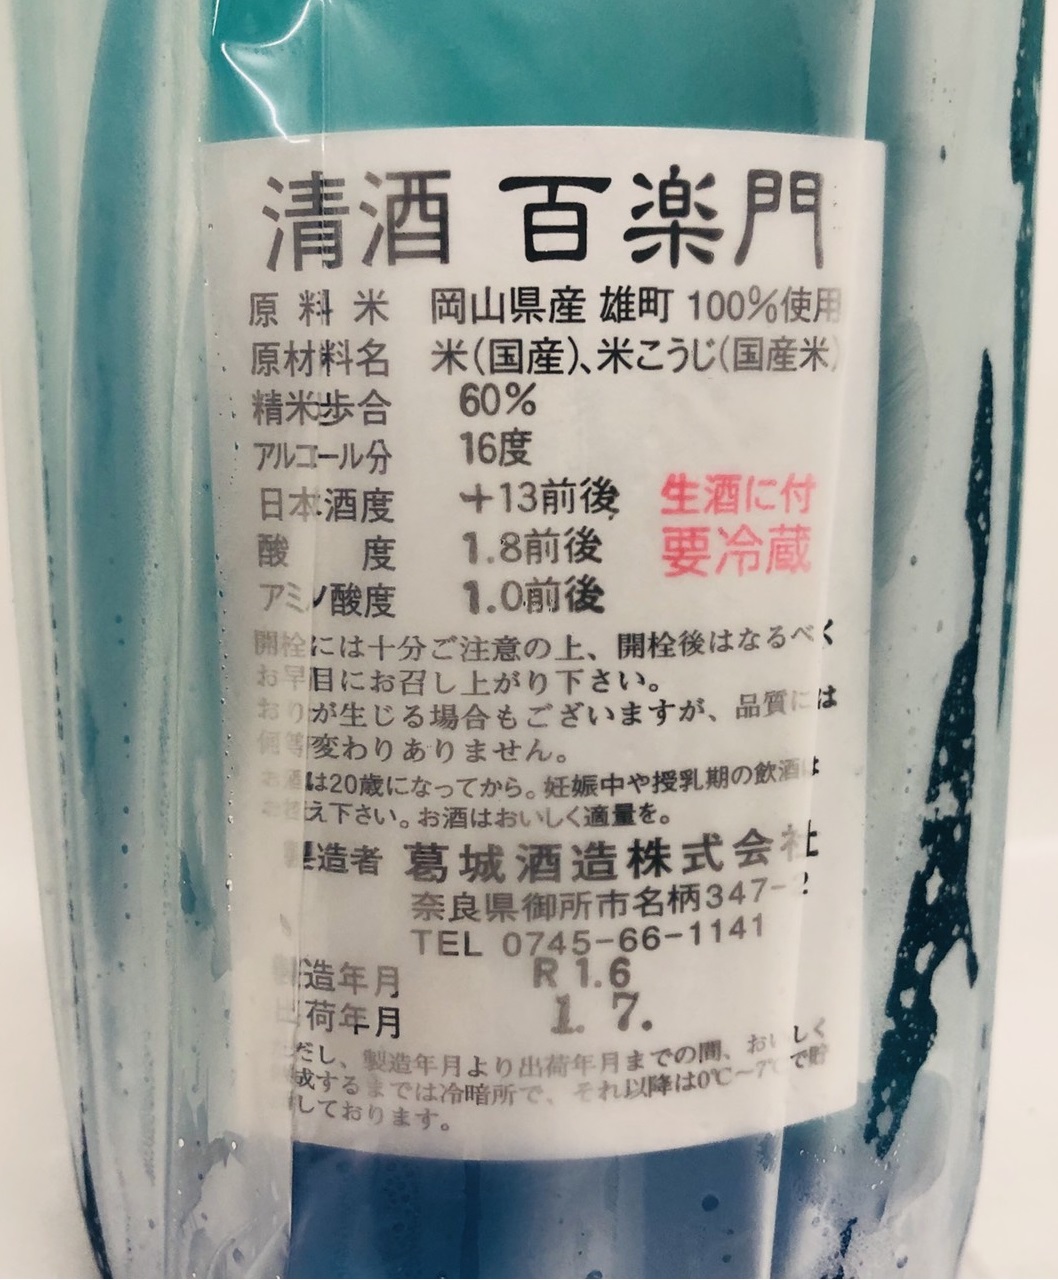 清酒 百楽門
原料米 岡山県産 雄町 100%使用
原材料名 米(国産)、米こうじ(国産米)
精米歩合 60%
アルコール分 16度
日本酒度 +13前後
生酒に付
酸度 1.8前後
要冷蔵
アミノ酸度 1.0前後
開栓には十分ご注意の上、開栓後はなるべく
お早目にお召し上がり下さい。
おりが生じる場合もございますが、品質には
何等変わりありません。
お酒は20歳になってから。妊娠中や授乳期の飲酒は
お控え下さい。お酒はおいしく適量を。
製造者 葛城酒造株式会社
奈良県御所市名柄347-2
TEL 0745-66-1141
製造年月 R1.6
出荷年月 1.7.
ただし、製造年月より出荷年月までの間、おいしく
熟成するまでは冷暗所で、それ以降は0℃~7℃で貯
しております。